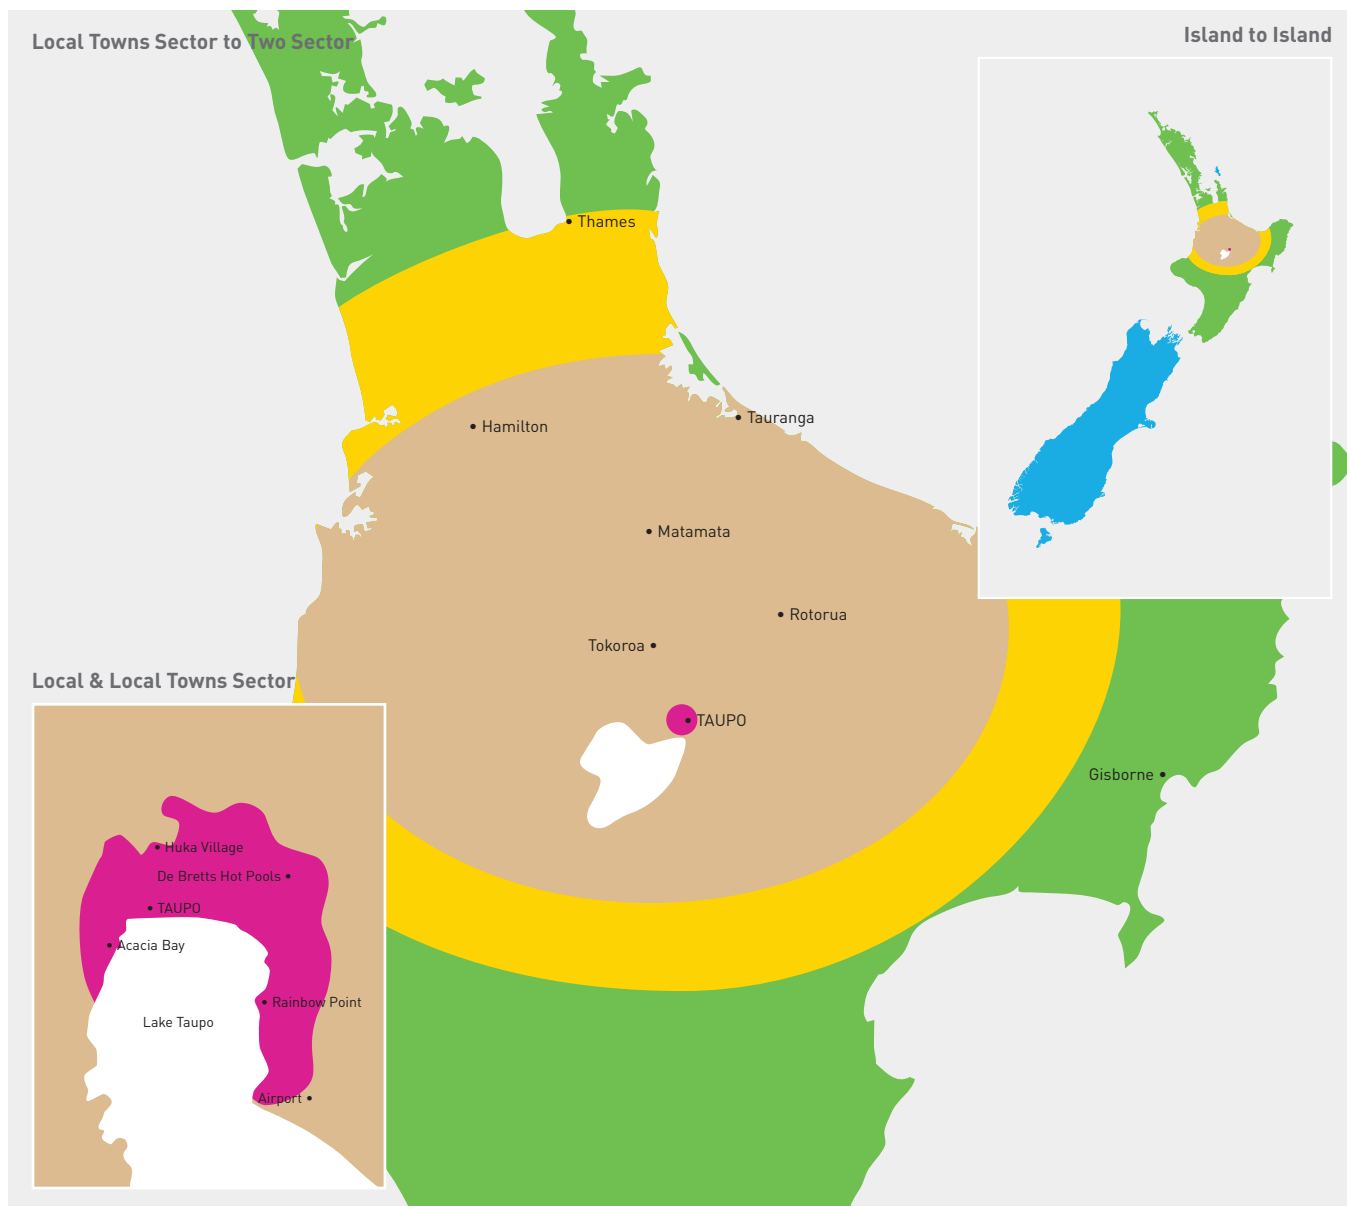 Local Towns Sector to Two Sector
Island to Island
Thames
Tauranga
Hamilton
Matamata
Rotorua
Tokoroa
Local & Local Towns Sector
TAUPO
Gisborne
Huka Village
De Bretts Hot Pools
TAUPO
Acacia Bay
Rainbow Point
Lake Taupo
Airport